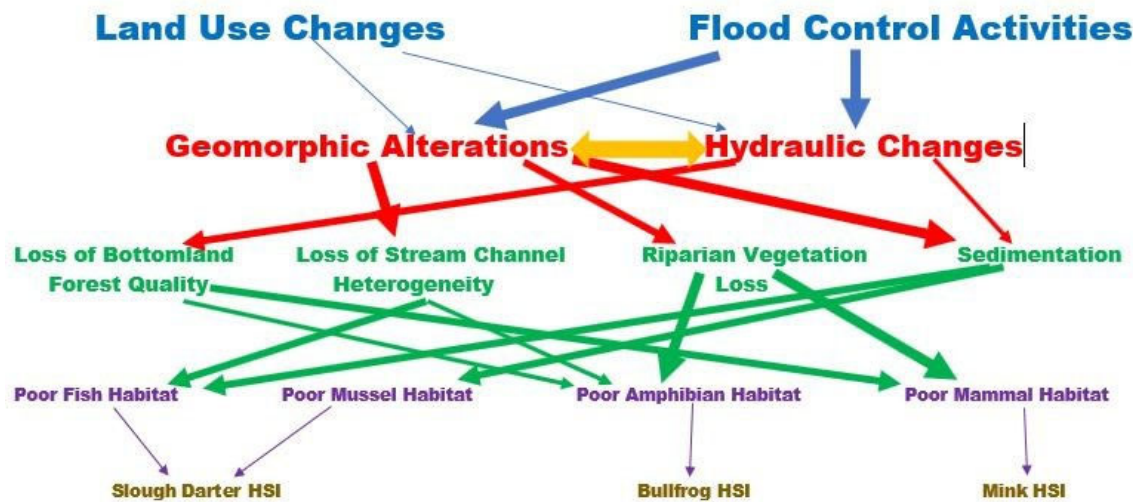 Land Use Changes
Flood Control Activities
Geomorphic Alterations
Hydraulic Changes
Loss of Bottomland
Forest Quality
Loss of Stream Channel
Heterogeneity
Riparian Vegetation
Loss
Sedimentation
Poor Fish Habitat
Poor Mussel Habitat
Poor Amphibian Habitat
Poor Mammal Habitat
Slough Darter HSI
Bullfrog HSI
Mink HSI